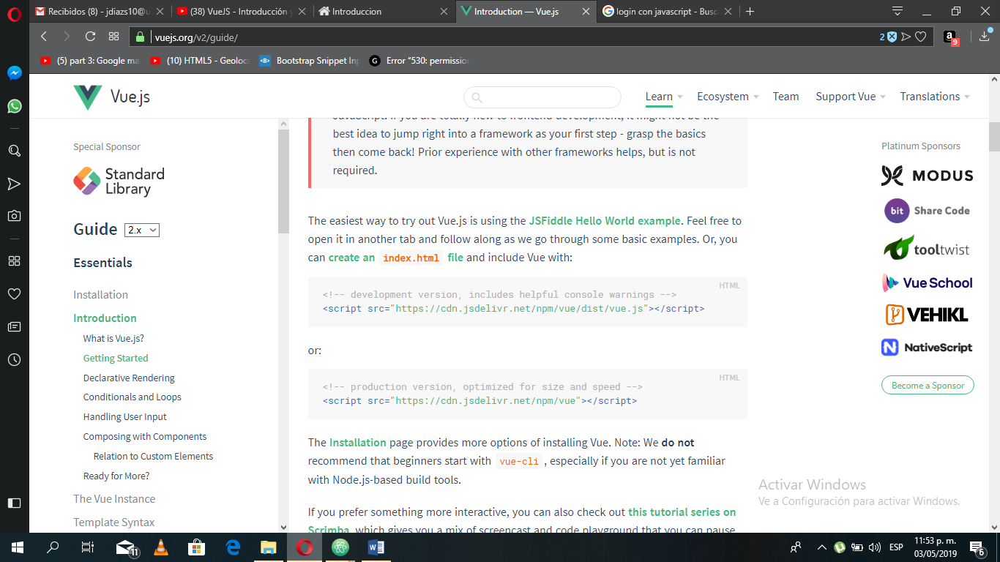 Recibidos (8) - jdiazs10@u
(38) VueJS - Introducción y
Introduccion
Introduction — Vue.js
login con javascript - Busc
vuejs.org/v2/guide/
2
9
(5) part 3: Google ma
(10) HTML5 - Geoloca
Bootstrap Snippet Inp
Error “530: permission
Vue.js
Learn
Ecosystem
Team
Support Vue
Translations
Special Sponsor
Standard
Library
Guide
2.x
Essentials
Installation
Introduction
What is Vue.js?
Getting Started
Declarative Rendering
Conditionals and Loops
Handling User Input
Composing with Components
Relation to Custom Elements
Ready for More?
The Vue Instance
Template Syntax
JavaScript. If you are totally new to frontend development, it might not be the
best idea to jump right into a framework as your first step - grasp the basics
then come back! Prior experience with other frameworks helps, but is not
required.
The easiest way to try out Vue.js is using the JSFiddle Hello World example. Feel free to
open it in another tab and follow along as we go through some basic examples. Or, you
can create an index.html file and include Vue with:
HTML
<!-- development version, includes helpful console warnings -->
<script src="https://cdn.jsdelivr.net/npm/vue/dist/vue.js"></script>
or:
HTML
<!-- production version, optimized for size and speed -->
<script src="https://cdn.jsdelivr.net/npm/vue"></script>
The Installation page provides more options of installing Vue. Note: We do not
recommend that beginners start with vue-cli , especially if you are not yet familiar
with Node.js-based build tools.
If you prefer something more interactive, you can also check out this tutorial series on
Scrimba, which gives you a mix of screencast and code playground that you can pause
Platinum Sponsors
MODUS
bit Share Code
tooltwist
Vue School
VEHIKL
NativeScript
Become a Sponsor
Activar Windows
Ve a Configuración para activar Windows.
11
ESP
11:53 p. m.
03/05/2019
6